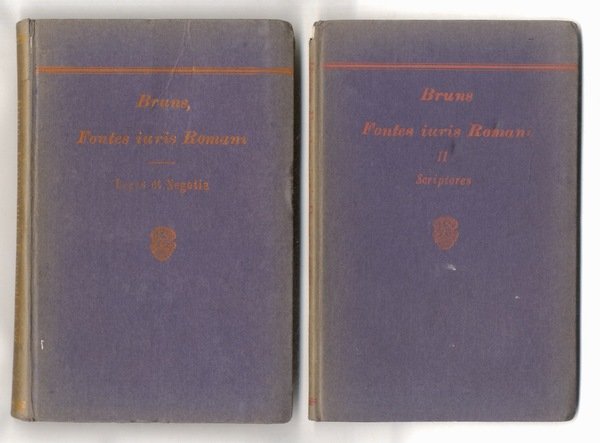 Bruns,
Fontes iuris Romani
Leges et Negotia
Bruns
Fontes iuris Romani
II
Scriptores